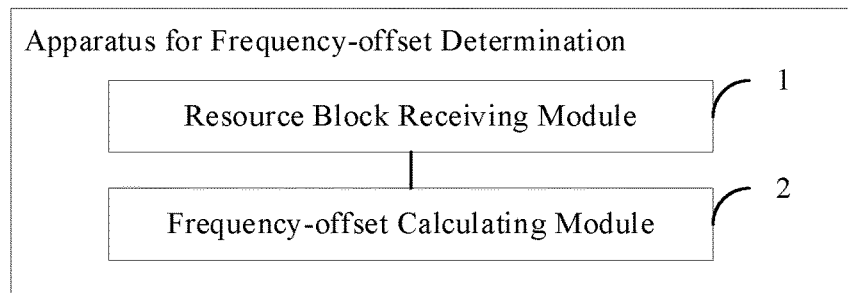 Apparatus for Frequency-offset Determination
1
Resource Block Receiving Module
2
Frequency-offset Calculating Module